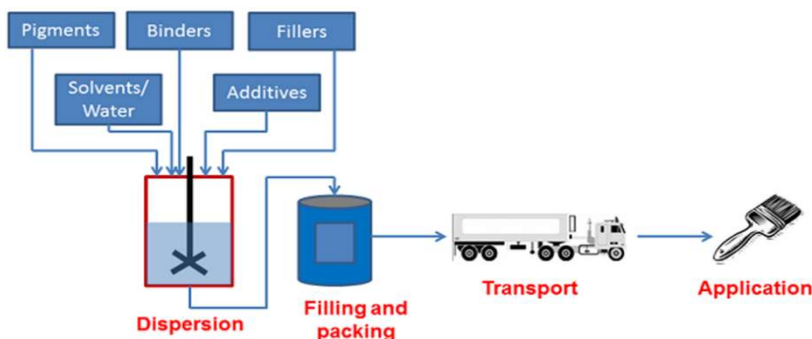 Pigments
Binders
Fillers
Solvents/
Water
Additives
Dispersion
Filling and
packing
Transport
Application